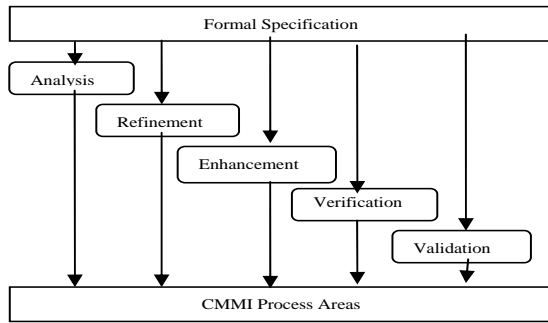 Formal Specification
Analysis
Refinement
Enhancement
Verification
Validation
CMMI Process Areas